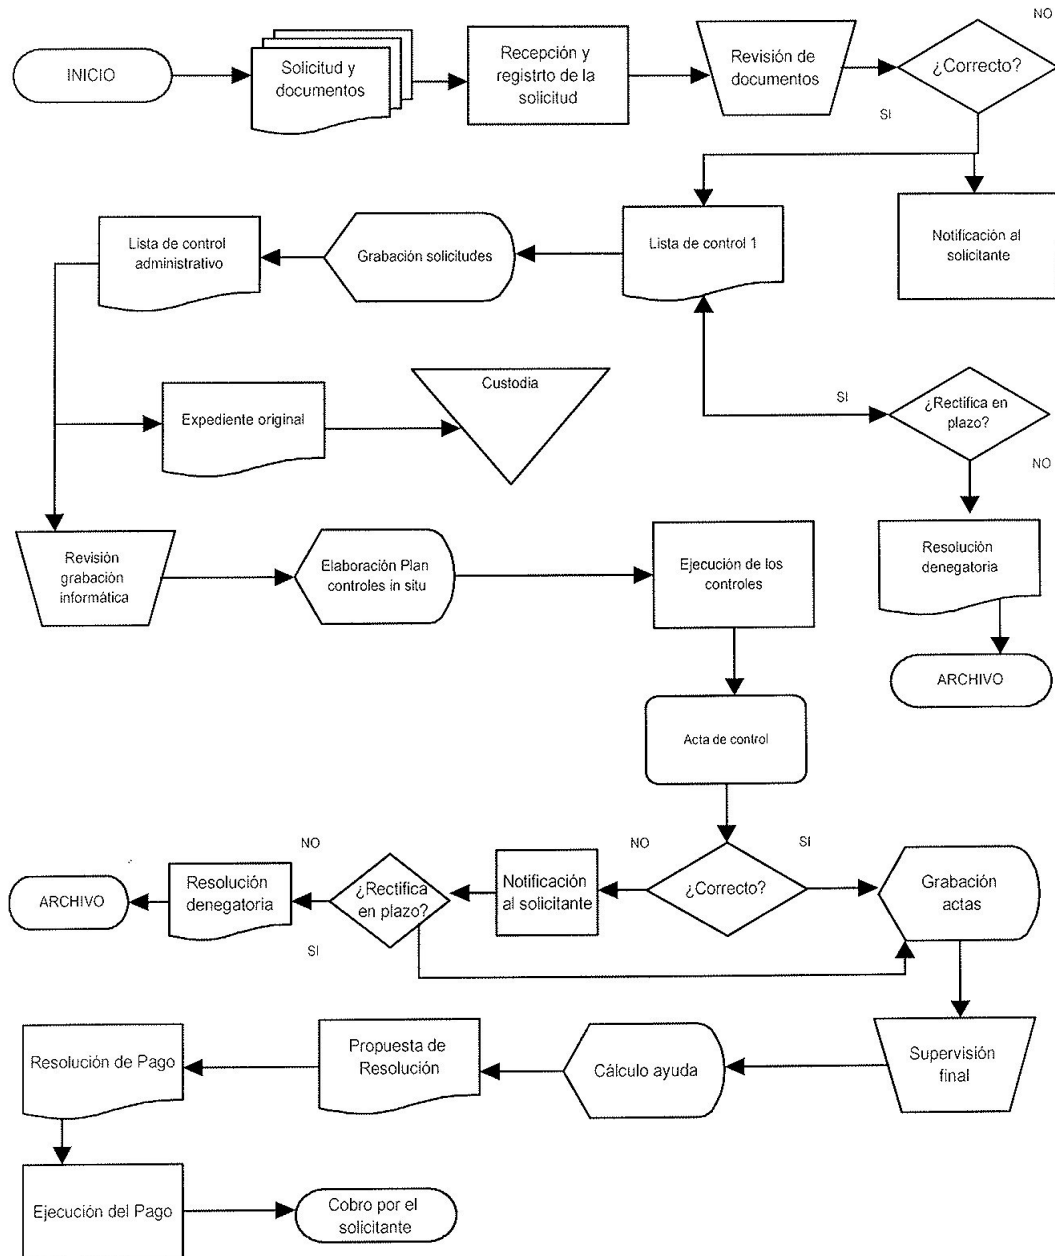 NO
INICIO
Solicitud y
documentos
Recepción y
registrto de la
solicitud
Revisión de
documentos
¿Correcto?
SI
Lista de control
administrativo
Grabación solicitudes
Lista de control 1
Notificación al
solicitante
Expediente original
Custodia
SI
¿Rectifica en
plazo?
NO
Revisión
grabación
informática
Elaboración Plan
controles in situ
Ejecución de los
controles
Resolución
denegatoria
ARCHIVO
Acta de control
NO
NO
SI
ARCHIVO
Resolución
denegatoria
¿Rectifica
en plazo?
Notificación
al solicitante
¿Correcto?
Grabación
actas
SI
Resolución de Pago
Propuesta de
Resolución
Cálculo ayuda
Supervisión
final
Ejecución del Pago
Cobro por el
solicitante